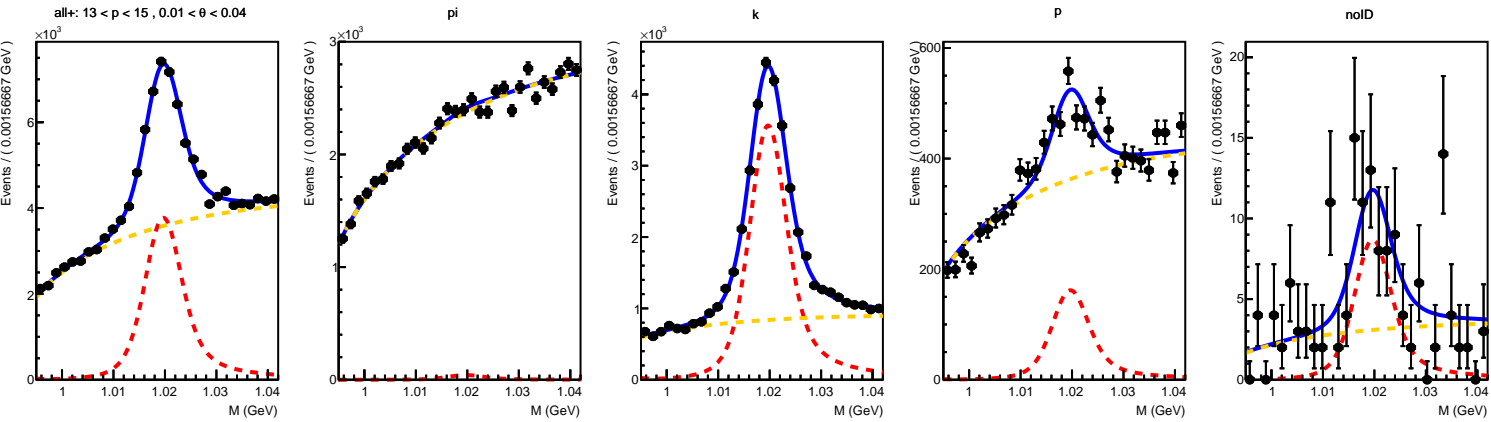 all+: 13 < p < 15 , 0.01 < θ < 0.04
×10³
Events / ( 0.00156667 GeV )
6
4
2
0
1 1.01 1.02 1.03 1.04
M (GeV)
pi
×10³
Events / ( 0.00156667 GeV )
3
2
1
0
1 1.01 1.02 1.03 1.04
M (GeV)
k
×10³
Events / ( 0.00156667 GeV )
4
3
2
1
0
1 1.01 1.02 1.03 1.04
M (GeV)
p
Events / ( 0.00156667 GeV )
600
500
400
300
200
100
0
1 1.01 1.02 1.03 1.04
M (GeV)
noID
Events / ( 0.00156667 GeV )
20
15
10
5
0
1 1.01 1.02 1.03 1.04
M (GeV)